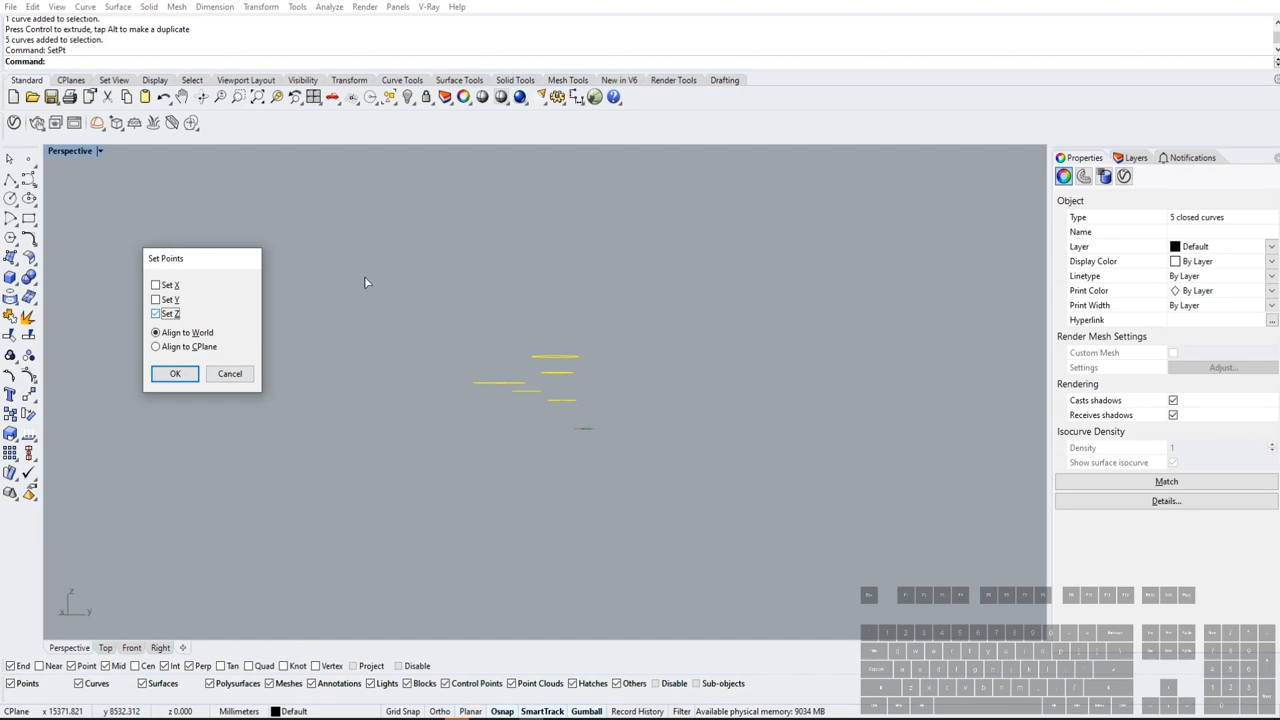 File Edit View Curve Surface Solid Mesh Dimension Transform Tools Analyze Render Panels V-Ray Help
1 curve added to selection.
Press Control to extrude, tap Alt to make a duplicate
5 curves added to selection.
Command: SetPt
Command:
Standard CPlanes Set View Display Select Viewport Layout Visibility Transform Curve Tools Surface Tools Solid Tools Mesh Tools New in V6 Render Tools Drafting
Perspective
Properties Layers Notifications
Object
Type 5 closed curves
Name
Layer Default
Display Color By Layer
Linetype By Layer
Print Color By Layer
Print Width By Layer
Hyperlink ...
Render Mesh Settings
Custom Mesh
Settings Adjust...
Rendering
Casts shadows
Receives shadows
Isocurve Density
Density 1
Show surface isocurve
Match
Details...
Set Points
Set X
Set Y
Set Z
Align to World
Align to CPlane
OK Cancel
z
x y
Perspective Top Front Right
End Near Point Mid Cen Int Perp Tan Quad Knot Vertex Project Disable
Points Curves Surfaces Polysurfaces Meshes Annotations Lights Blocks Control Points Point Clouds Hatches Others Disable Sub-objects
CPlane x 15371.821 y 8532.312 z 0.000 Millimeters Default Grid Snap Ortho Planar Osnap SmartTrack Gumball Record History Filter Available physical memory: 9034 MB